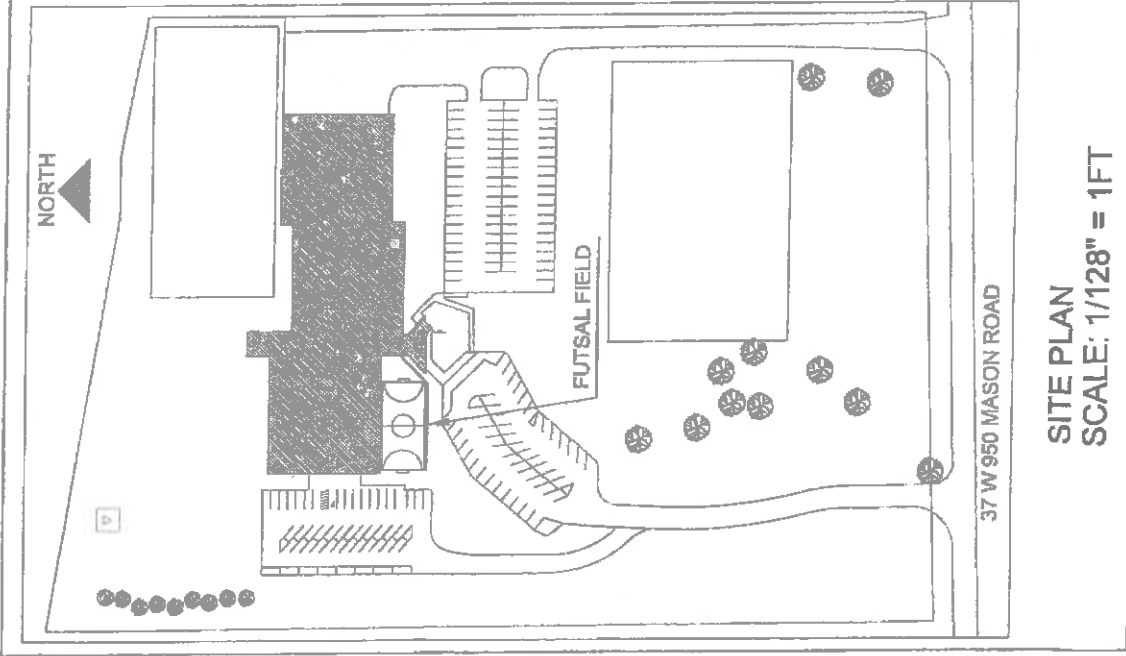 NORTH
FUTSAL FIELD
37 W 950 MASON ROAD
SITE PLAN
SCALE: 1/128" = 1FT